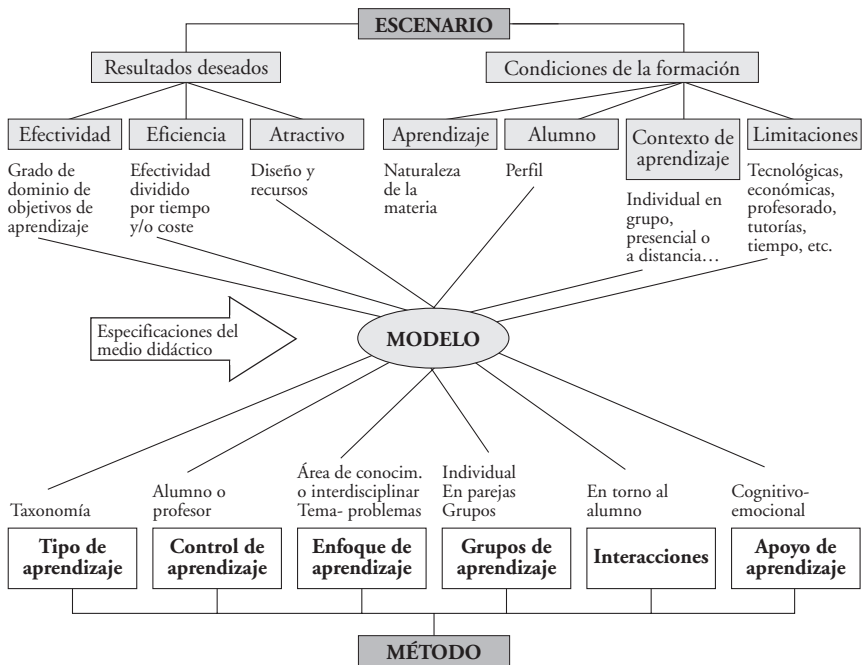 ESCENARIO
Resultados deseados
Condiciones de la formación
Efectividad
Eficiencia
Atractivo
Aprendizaje
Alumno
Contexto de
aprendizaje
Limitaciones
Grado de
dominio de
objetivos de
aprendizaje
Efectividad
dividido
por tiempo
y/o coste
Diseño y
recursos
Naturaleza
de la
materia
Perfil
Individual en
grupo,
presencial o
a distancia…
Tecnológicas,
económicas,
profesorado,
tutorías,
tiempo, etc.
Especificaciones del
medio didáctico
MODELO
Taxonomía
Alumno o
profesor
Área de conocim.
o interdisciplinar
Tema- problemas
Individual
En parejas
Grupos
En torno al
alumno
Cognitivo-
emocional
Tipo de
aprendizaje
Control de
aprendizaje
Enfoque de
aprendizaje
Grupos de
aprendizaje
Interacciones
Apoyo de
aprendizaje
MÉTODO